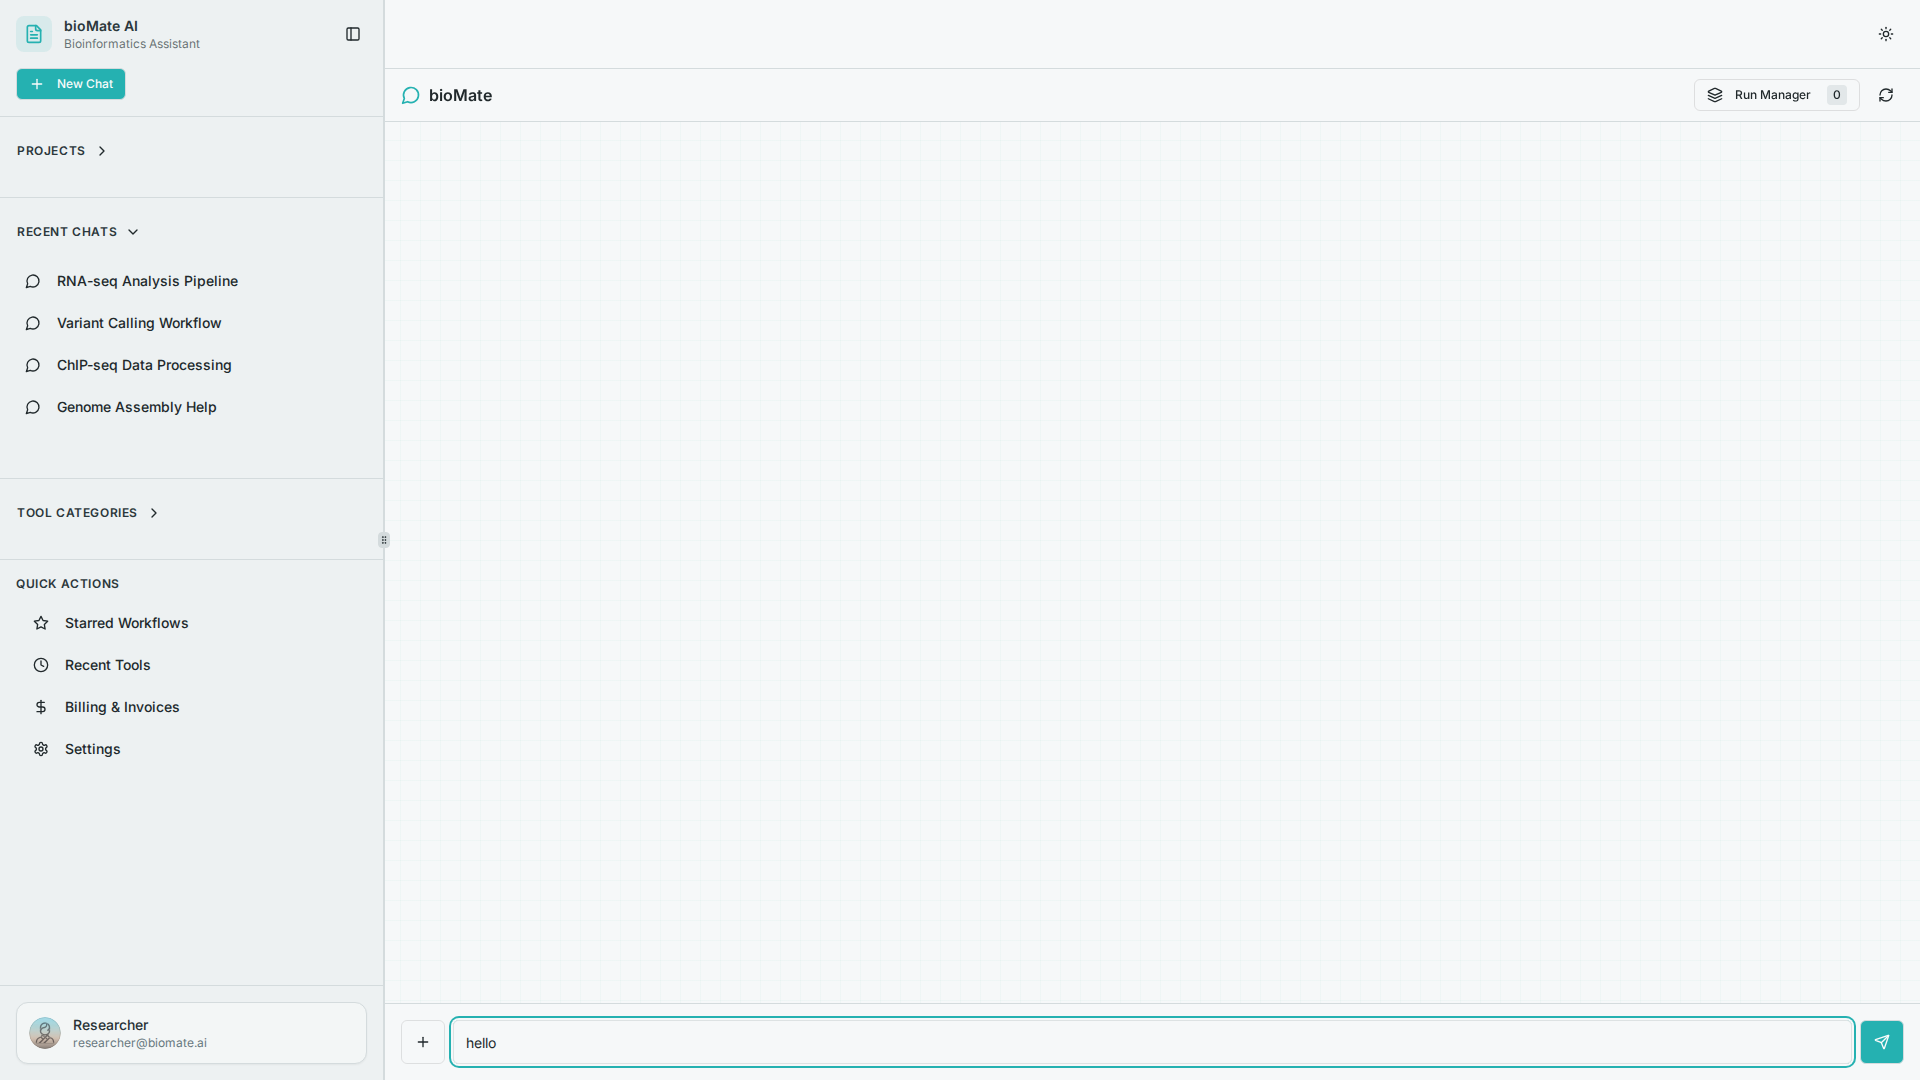 bioMate AI
Bioinformatics Assistant
New Chat
PROJECTS
RECENT CHATS
RNA-seq Analysis Pipeline
Variant Calling Workflow
ChIP-seq Data Processing
Genome Assembly Help
TOOL CATEGORIES
QUICK ACTIONS
Starred Workflows
Recent Tools
Billing & Invoices
Settings
Researcher
researcher@biomate.ai
bioMate
Run Manager 0
hello